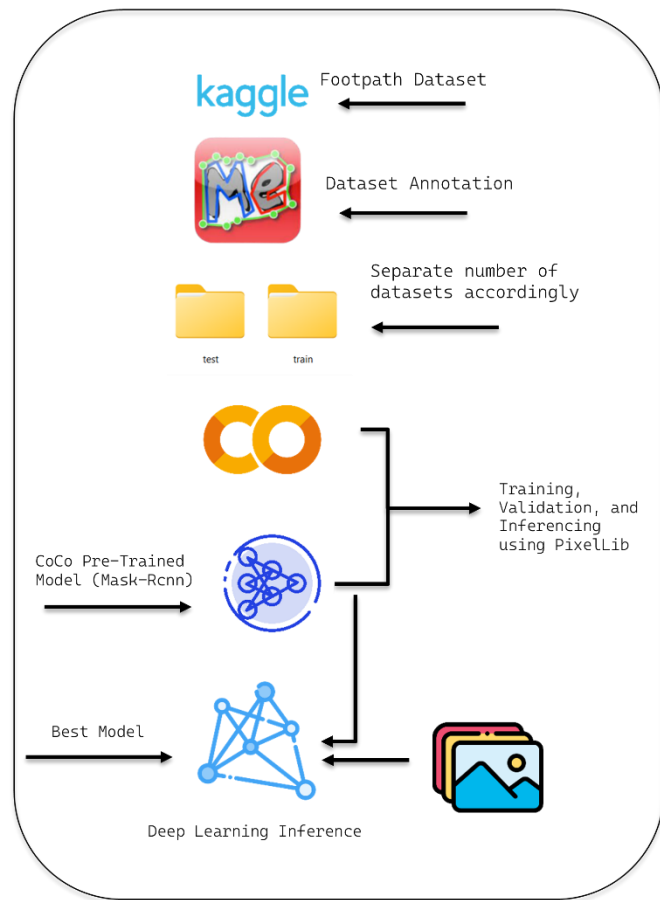 kaggle
Footpath Dataset
Me
Dataset Annotation
Separate number of
datasets accordingly
test
train
CO
Training,
Validation, and
Inferencing
using PixelLib
CoCo Pre-Trained
Model (Mask-Rcnn)
Best Model
Deep Learning Inference